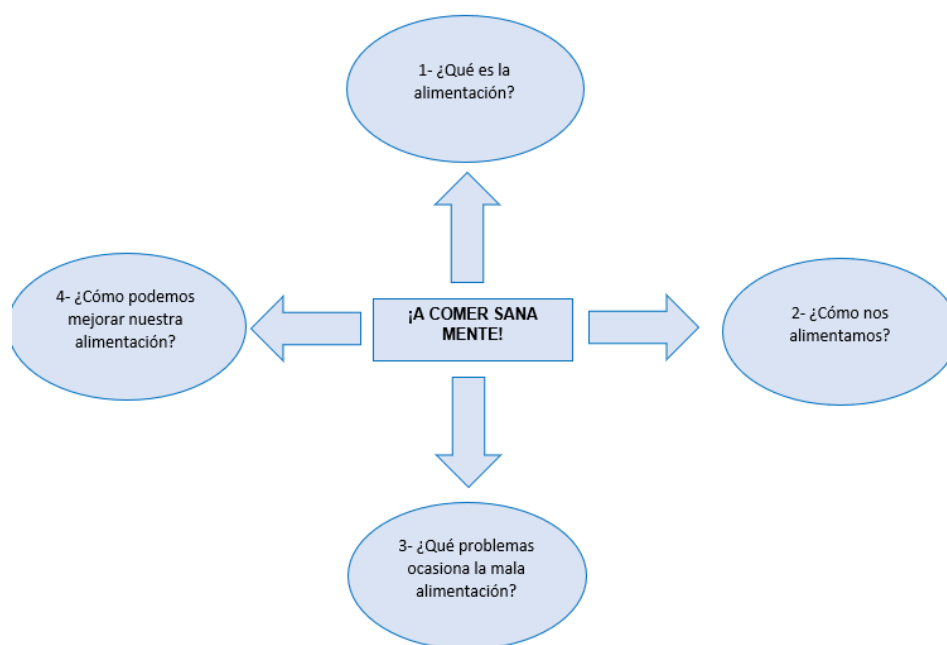 1- ¿Qué es la
alimentación?
4- ¿Cómo podemos
mejorar nuestra
alimentación?
¡A COMER SANA
MENTE!
2- ¿Cómo nos
alimentamos?
3- ¿Qué problemas
ocasiona la mala
alimentación?